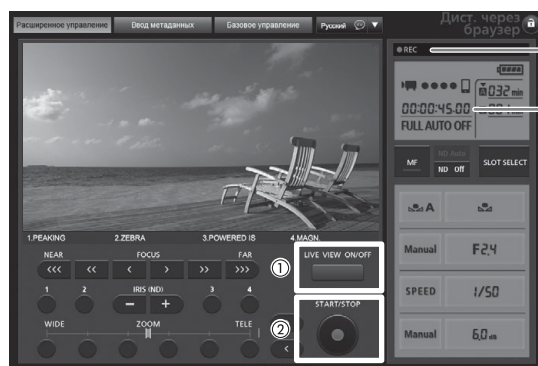 Расширенное управление
Ввод метаданных
Базовое управление
Русский
Дист. через браузер
REC
032 min
00:00:45.00
FULL AUTO OFF
MF
ND Auto
ND Off
SLOT SELECT
A
Manual
F2.4
SPEED
1/50
Manual
6.0 dB
1.PEAKING
2.ZEBRA
3.POWERED IS
4.MAGN.
NEAR
FOCUS
FAR
<<<
<<
<
>
>>
>>>
1
2
IRIS (ND)
3
4
−
+
WIDE
ZOOM
TELE
①
LIVE VIEW ON/OFF
②
START/STOP
<